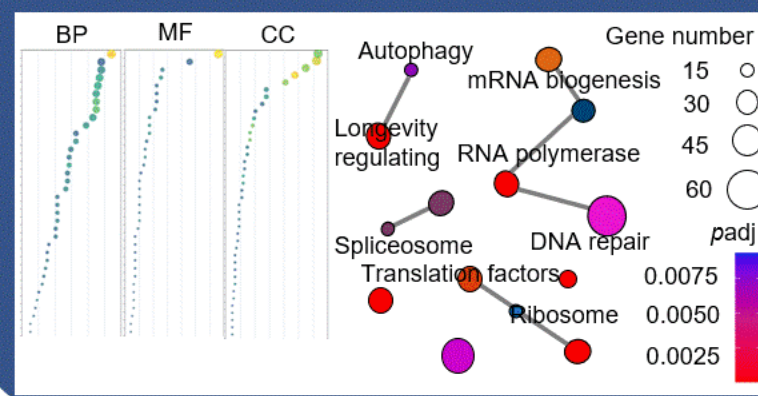 BP MF CC
Autophagy
Longevity
regulating
mRNA biogenesis
RNA polymerase
Spliceosome
DNA repair
Translation factors
Ribosome
Gene number
15
30
45
60
padj
0.0075
0.0050
0.0025